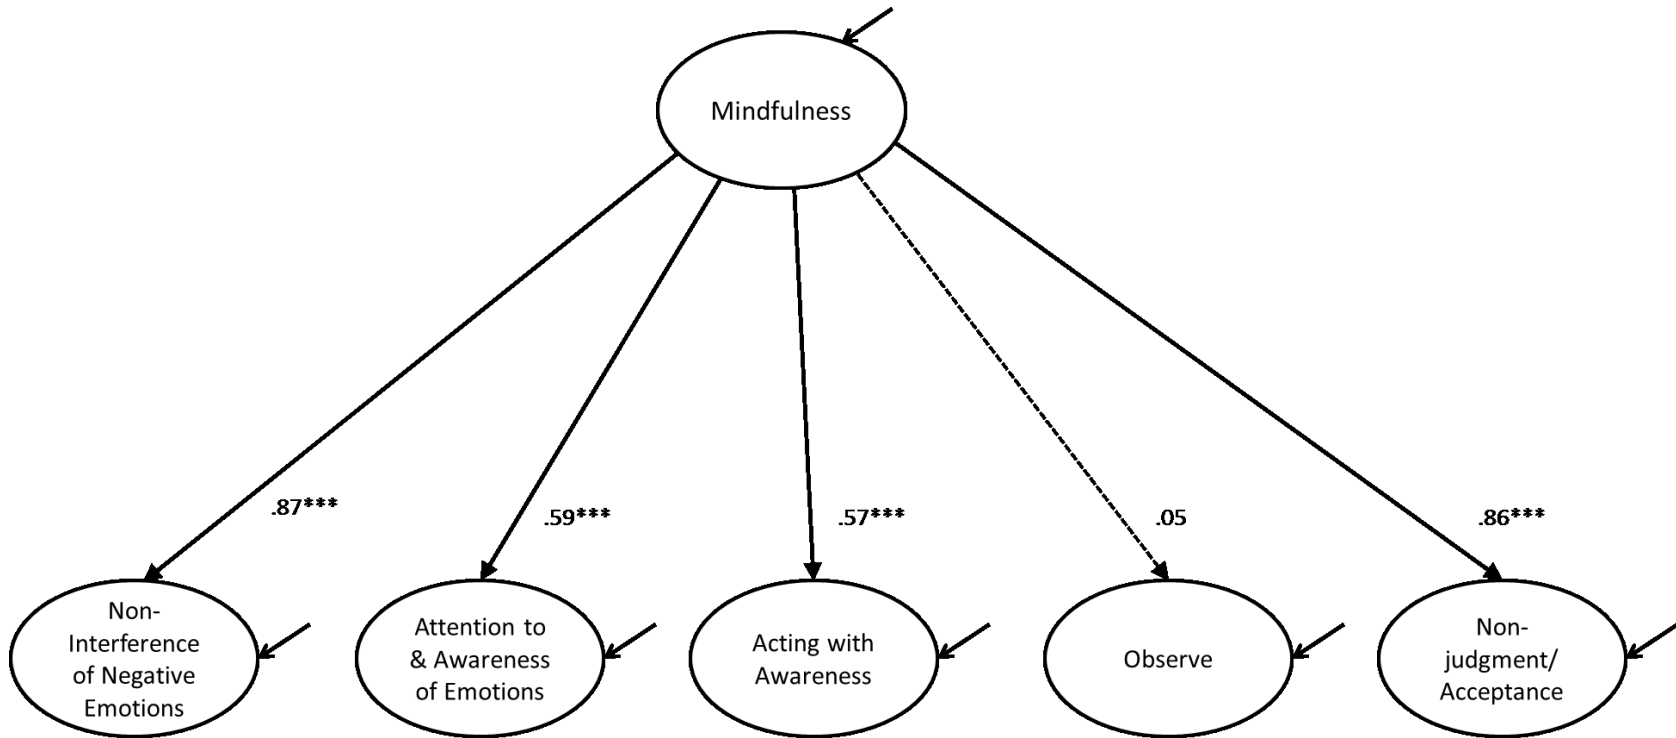 Mindfulness
.87***
.59***
.57***
.05
.86***
Non-
Interference
of Negative
Emotions
Attention to
& Awareness
of Emotions
Acting with
Awareness
Observe
Non-
judgment/
Acceptance